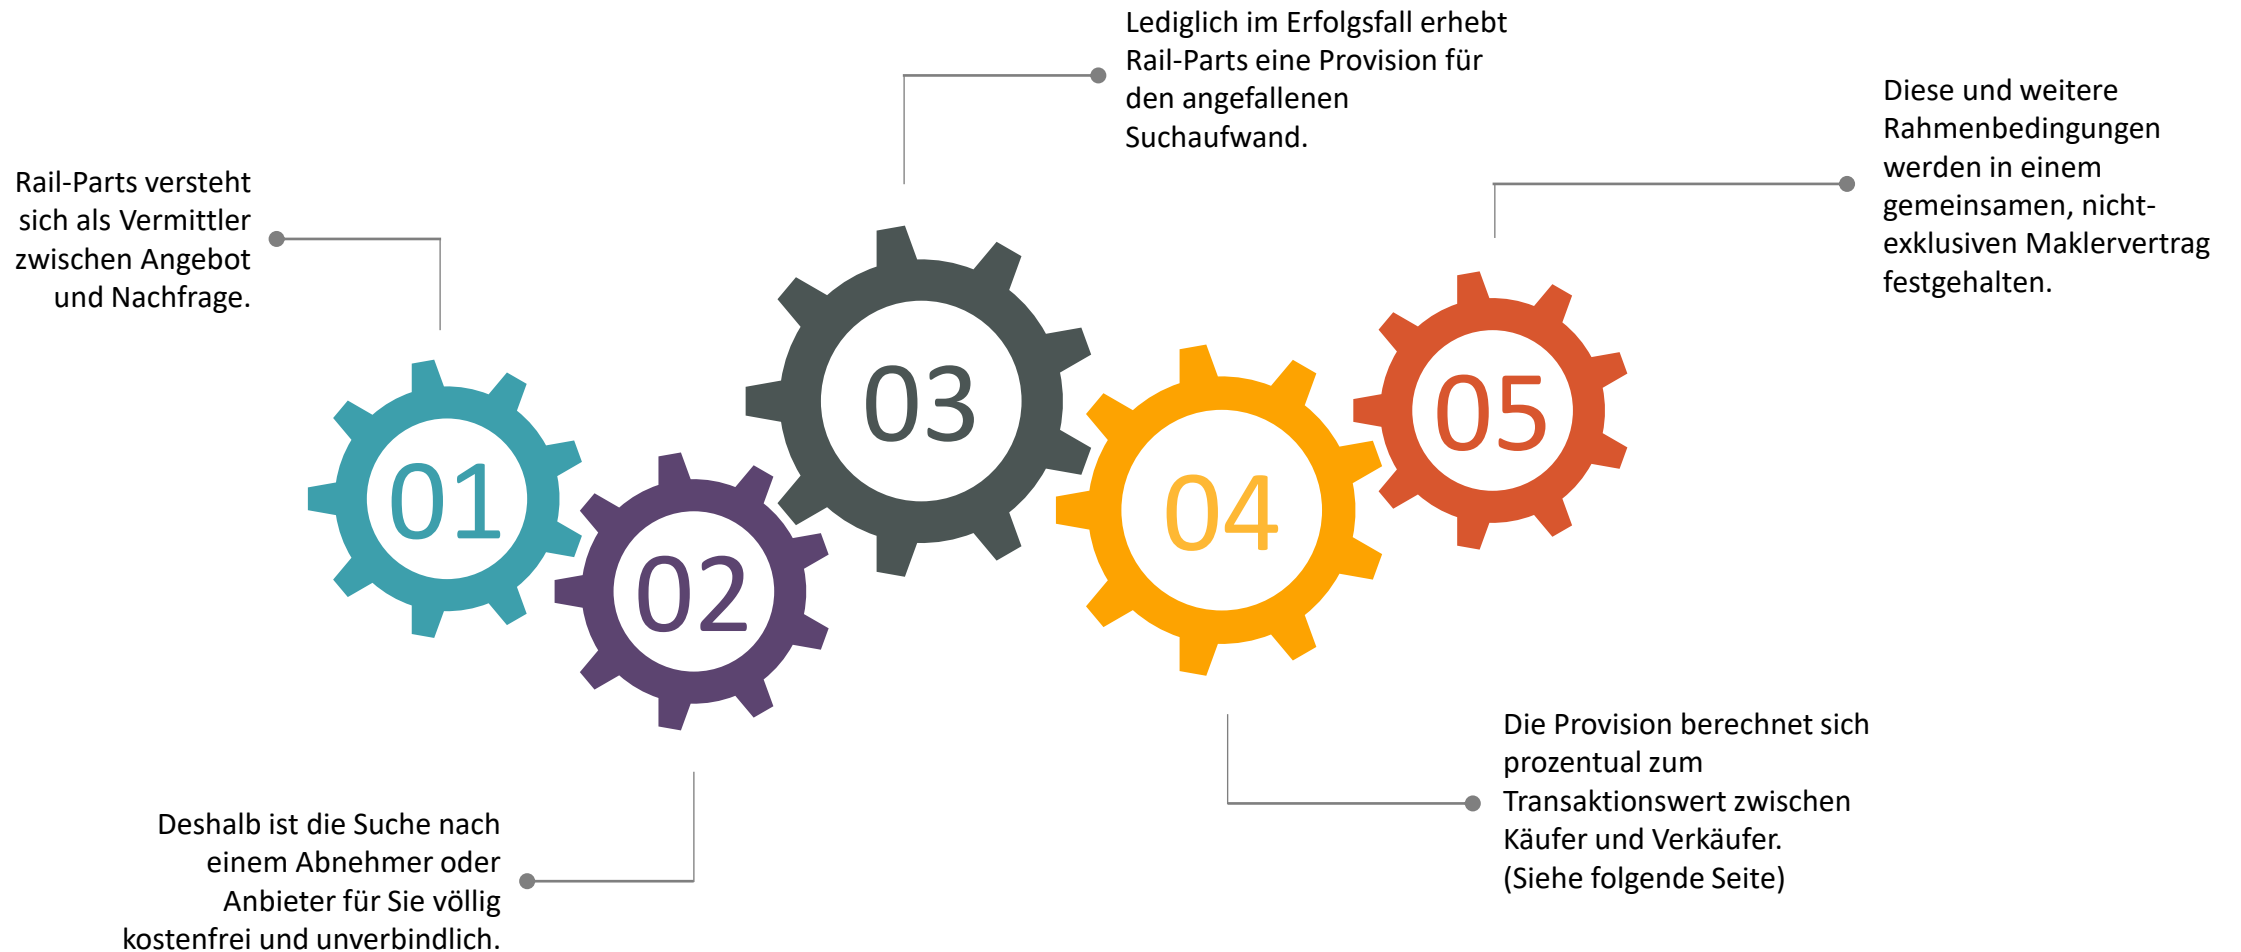 Rail-Parts versteht
sich als Vermittler
zwischen Angebot
und Nachfrage.
01
Deshalb ist die Suche nach
einem Abnehmer oder
Anbieter für Sie völlig
kostenfrei und unverbindlich.
02
Lediglich im Erfolgsfall erhebt
Rail-Parts eine Provision für
den angefallenen
Suchaufwand.
03
Die Provision berechnet sich
prozentual zum
Transaktionswert zwischen
Käufer und Verkäufer.
(Siehe folgende Seite)
04
Diese und weitere
Rahmenbedingungen
werden in einem
gemeinsamen, nicht-
exklusiven Maklervertrag
festgehalten.
05